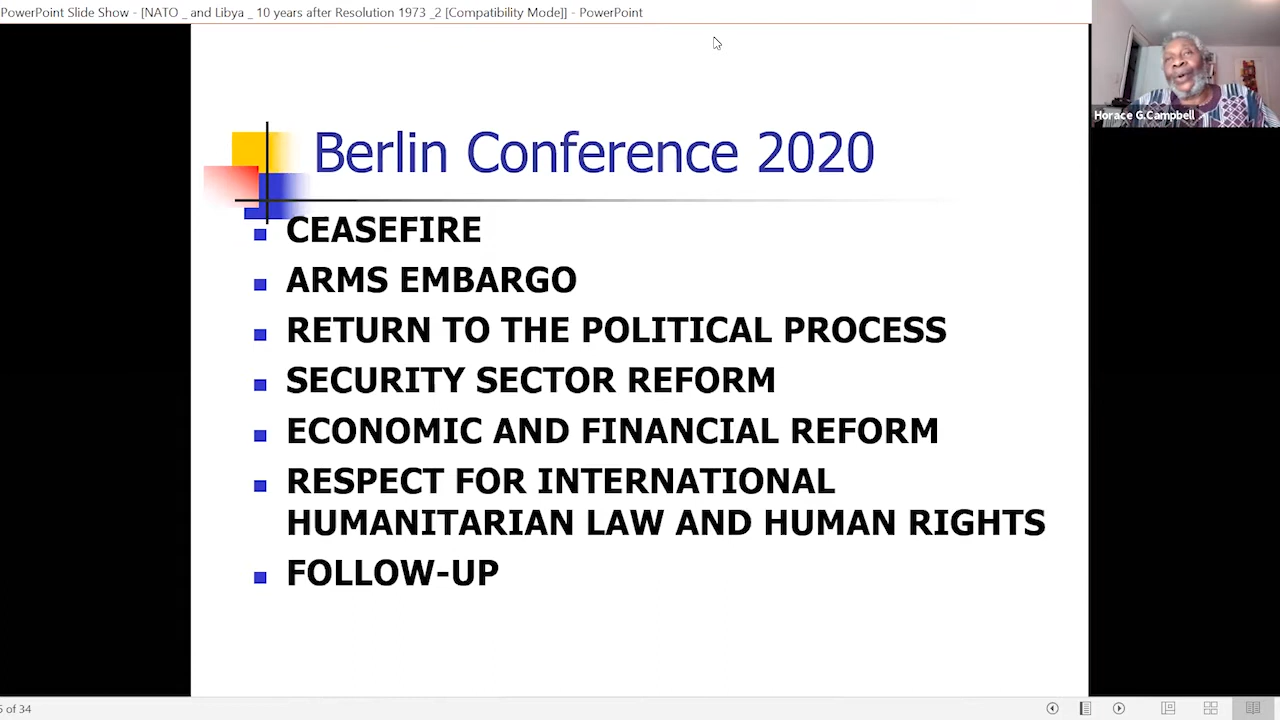 PowerPoint Slide Show - [NATO _ and Libya _ 10 years after Resolution 1973 _2 [Compatibility Mode]] - PowerPoint
Horace G.Campbell
Berlin Conference 2020
CEASEFIRE
ARMS EMBARGO
RETURN TO THE POLITICAL PROCESS
SECURITY SECTOR REFORM
ECONOMIC AND FINANCIAL REFORM
RESPECT FOR INTERNATIONAL
HUMANITARIAN LAW AND HUMAN RIGHTS
FOLLOW-UP
of 34